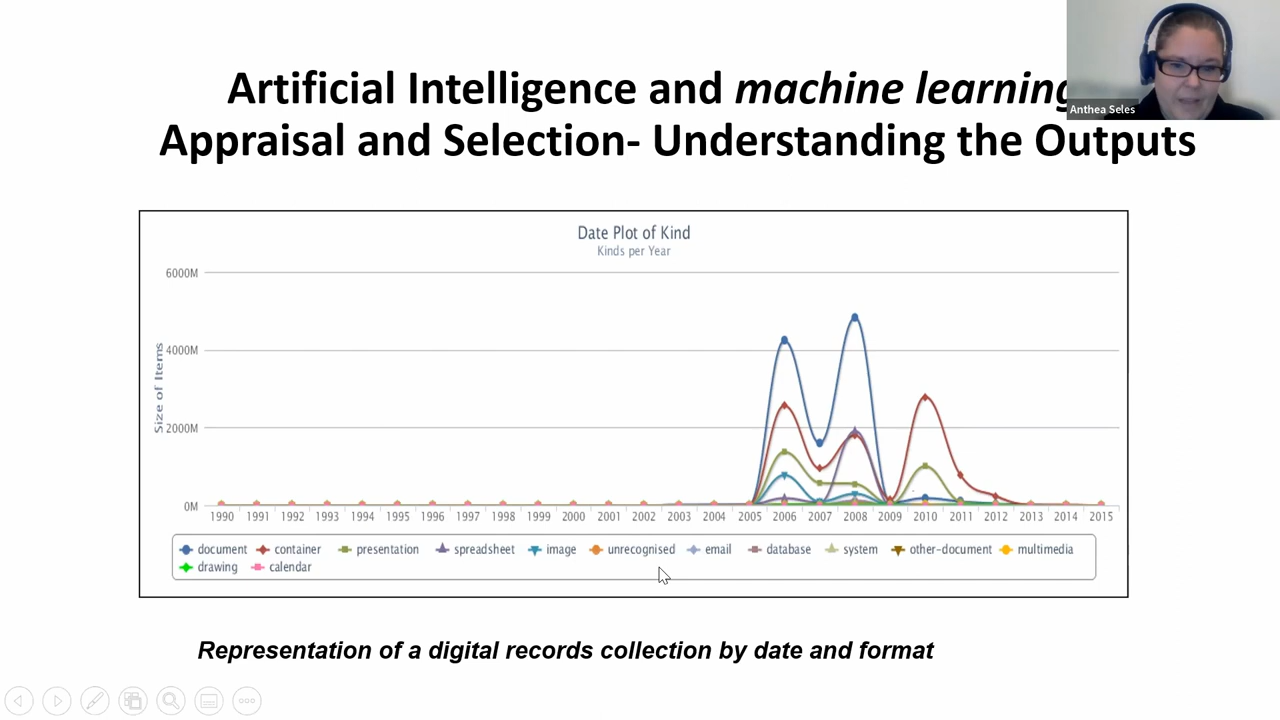 Artificial Intelligence and machine learning
Appraisal and Selection- Understanding the Outputs
Anthea Seles
Date Plot of Kind
Kinds per Year
Size of Items
6000M
4000M
2000M
0M
1990 1991 1992 1993 1994 1995 1996 1997 1998 1999 2000 2001 2002 2003 2004 2005 2006 2007 2008 2009 2010 2011 2012 2013 2014 2015
document container presentation spreadsheet image unrecognised email database system other-document multimedia
drawing calendar
Representation of a digital records collection by date and format